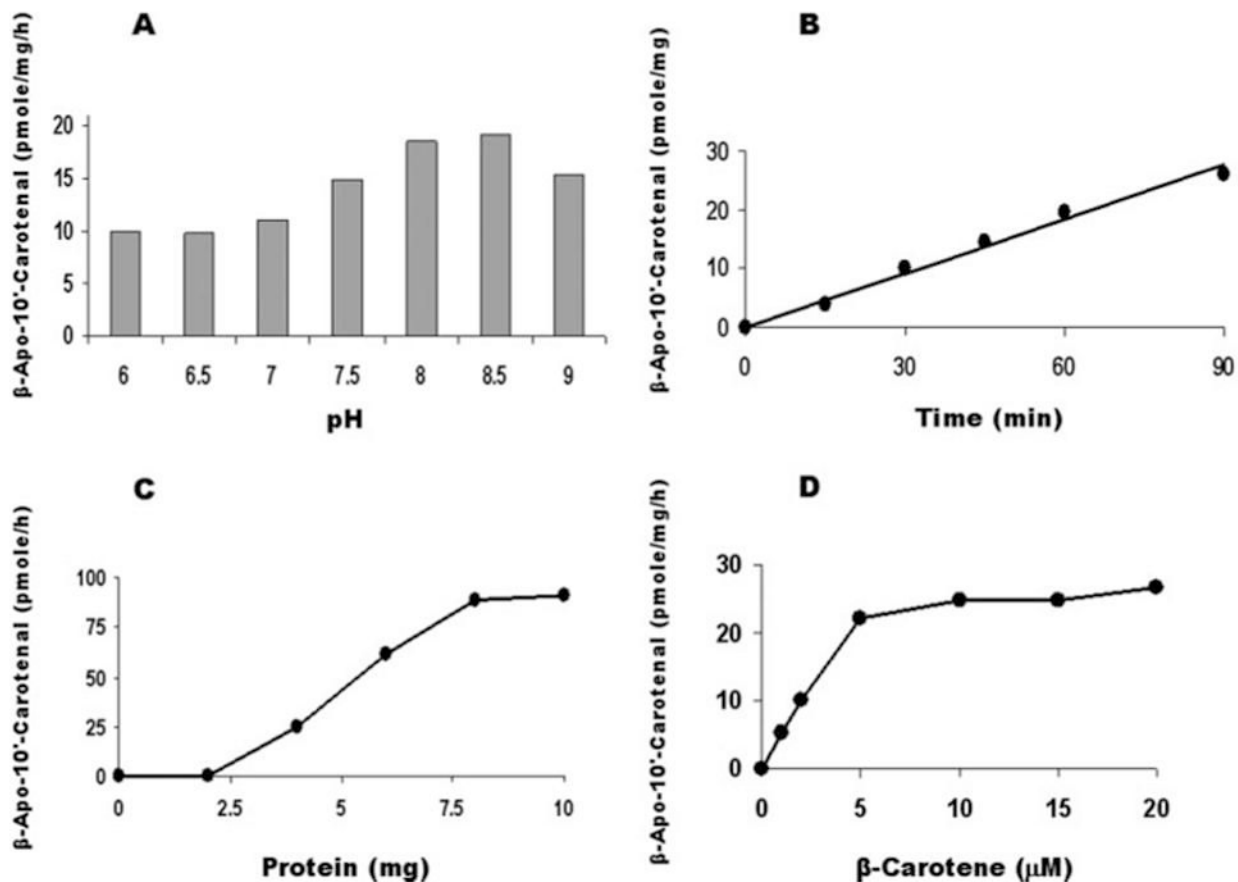 A
β-Apo-10'-Carotenal (pmole/mg/h)
20
15
10
5
0
6 6.5 7 7.5 8 8.5 9
pH
B
β-Apo-10'-Carotenal (pmole/mg)
30
20
10
0
0 30 60 90
Time (min)
C
β-Apo-10'-Carotenal (pmole/h)
100
75
50
25
0
0 2.5 5 7.5 10
Protein (mg)
D
β-Apo-10'-Carotenal (pmole/mg/h)
30
20
10
0
0 5 10 15 20
β-Carotene (μM)